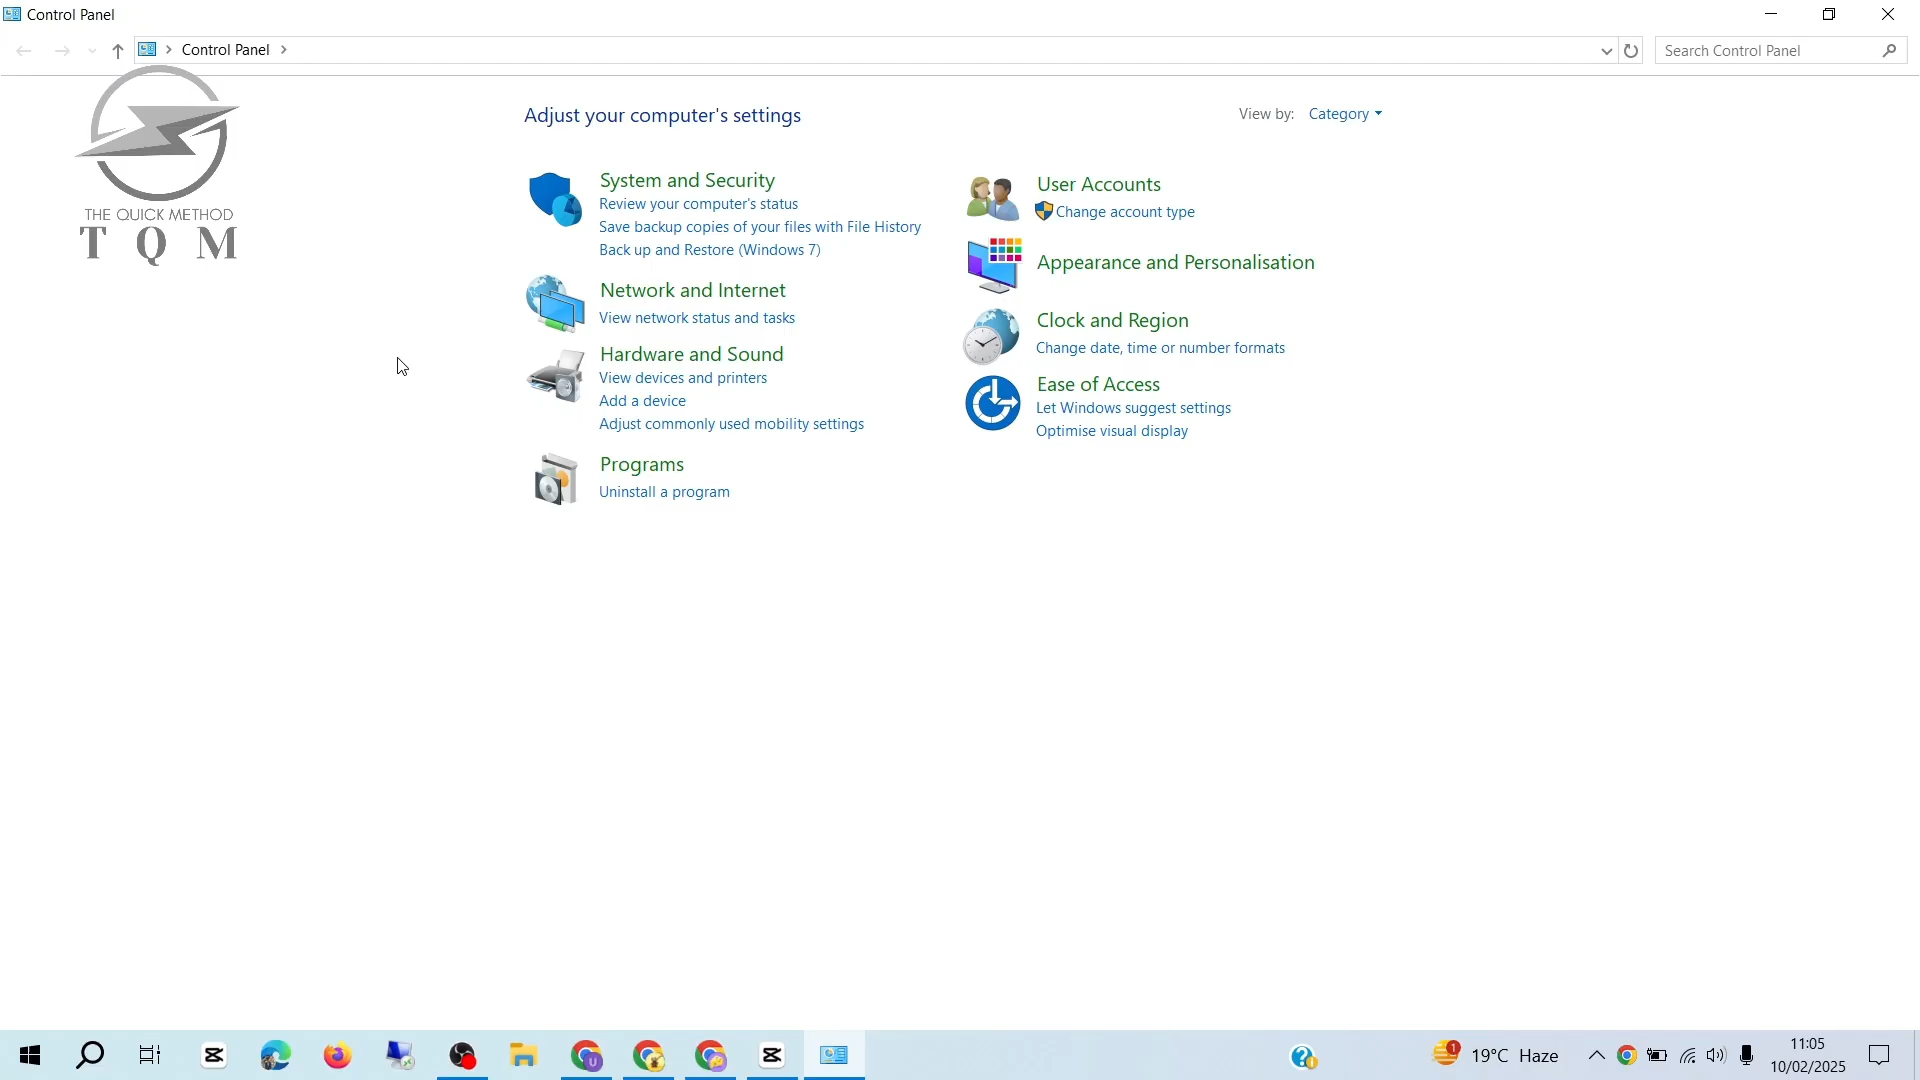 Control Panel
Control Panel
Search Control Panel
THE QUICK METHOD
T Q M
Adjust your computer's settings
View by: Category
System and Security
Review your computer's status
Save backup copies of your files with File History
Back up and Restore (Windows 7)
Network and Internet
View network status and tasks
Hardware and Sound
View devices and printers
Add a device
Adjust commonly used mobility settings
Programs
Uninstall a program
User Accounts
Change account type
Appearance and Personalisation
Clock and Region
Change date, time or number formats
Ease of Access
Let Windows suggest settings
Optimise visual display
1
19°C Haze
11:05
10/02/2025